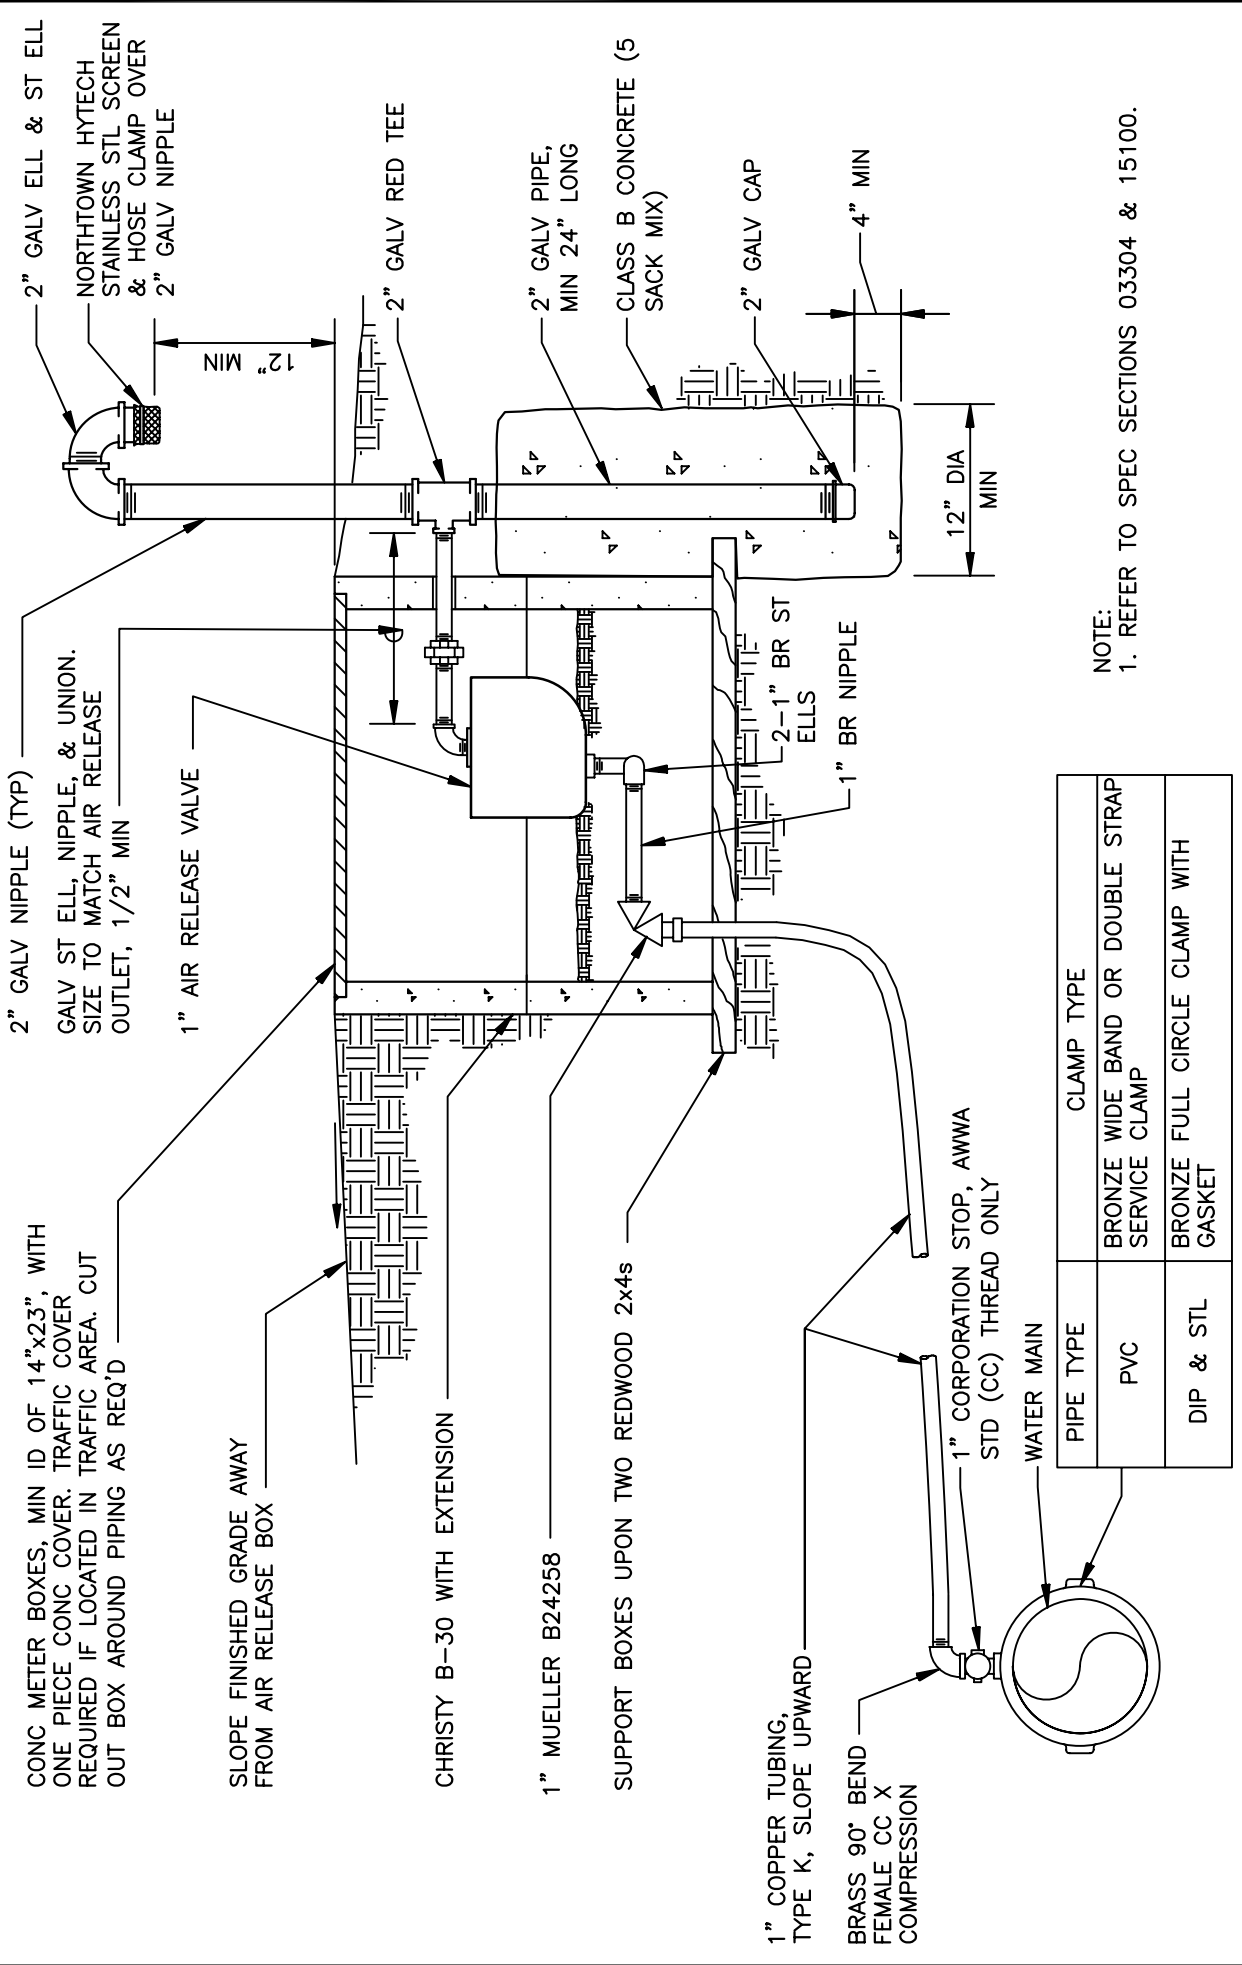 CONC METER BOXES, MIN ID OF 14"x23", WITH
ONE PIECE CONC COVER. TRAFFIC COVER
REQUIRED IF LOCATED IN TRAFFIC AREA. CUT
OUT BOX AROUND PIPING AS REQ'D
SLOPE FINISHED GRADE AWAY
FROM AIR RELEASE BOX
CHRISTY B-30 WITH EXTENSION
1" MUELLER B24258
SUPPORT BOXES UPON TWO REDWOOD 2x4s
1" COPPER TUBING,
TYPE K, SLOPE UPWARD
BRASS 90° BEND
FEMALE CC X
COMPRESSION
2" GALV NIPPLE (TYP)
GALV ST ELL, NIPPLE, & UNION.
SIZE TO MATCH AIR RELEASE
OUTLET, 1/2" MIN
1" AIR RELEASE VALVE
2" GALV ELL & ST ELL
NORTHTOWN HYTECH
STAINLESS STL SCREEN
& HOSE CLAMP OVER
2" GALV NIPPLE
12" MIN
2" GALV RED TEE
2" GALV PIPE,
MIN 24" LONG
CLASS B CONCRETE (5
SACK MIX)
2" GALV CAP
4" MIN
12" DIA
MIN
2-1" BR ST
ELLS
1" BR NIPPLE
1" CORPORATION STOP, AWWA
STD (CC) THREAD ONLY
WATER MAIN
PIPE TYPE CLAMP TYPE
PVC BRONZE WIDE BAND OR DOUBLE STRAP
SERVICE CLAMP
DIP & STL BRONZE FULL CIRCLE CLAMP WITH
GASKET
NOTE:
1. REFER TO SPEC SECTIONS 03304 & 15100.